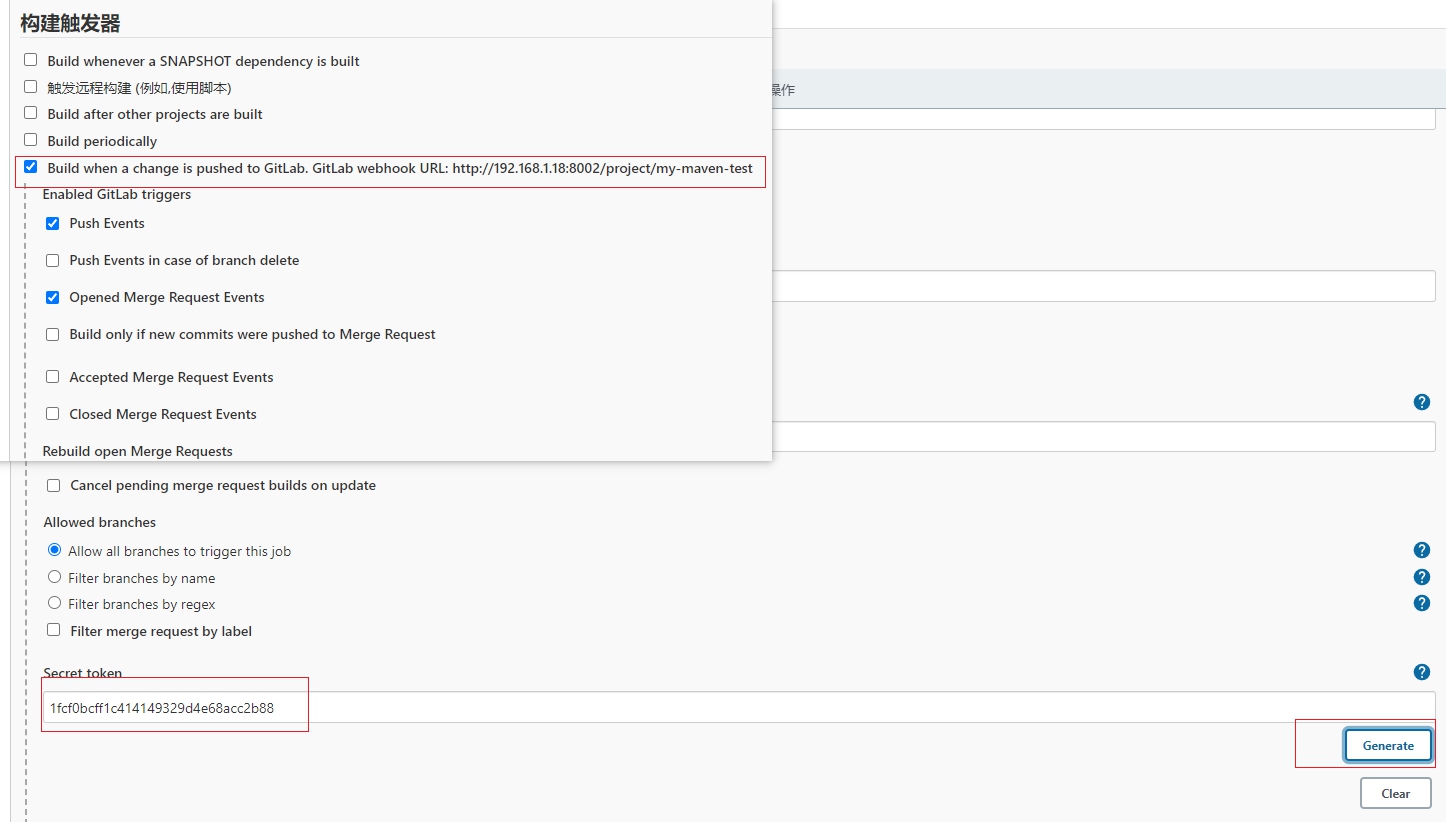 构建触发器
Build whenever a SNAPSHOT dependency is built
触发远程构建 (例如,使用脚本)
操作
Build after other projects are built
Build periodically
Build when a change is pushed to GitLab. GitLab webhook URL: http://192.168.1.18:8002/project/my-maven-test
Enabled GitLab triggers
Push Events
Push Events in case of branch delete
Opened Merge Request Events
Build only if new commits were pushed to Merge Request
Accepted Merge Request Events
Closed Merge Request Events
Rebuild open Merge Requests
Cancel pending merge request builds on update
Allowed branches
Allow all branches to trigger this job
Filter branches by name
Filter branches by regex
Filter merge request by label
Secret token
1fcf0bcff1c414149329d4e68acc2b88
Generate
Clear